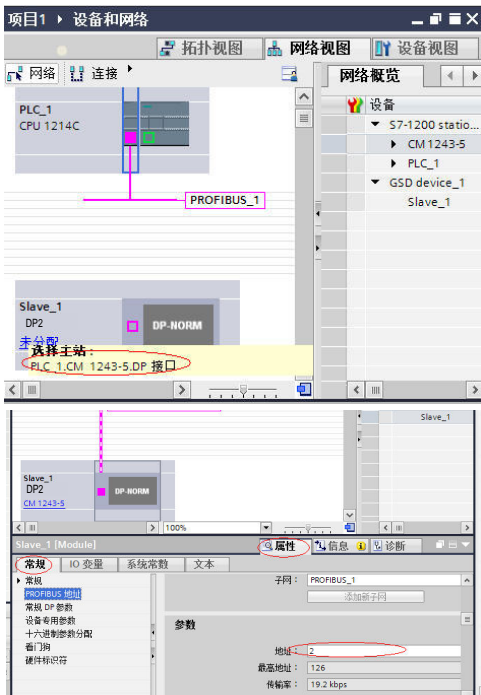 项目1 ▸ 设备和网络
拓扑视图 网络视图 设备视图
网络 连接
网络概览
设备
PLC_1
CPU 1214C
S7-1200 statio...
CM 1243-5
PLC_1
GSD device_1
Slave_1
PROFIBUS_1
Slave_1
DP2
DP-NORM
未分配
选择主站：
PLC_1.CM 1243-5.DP 接口
Slave_1
Slave_1
DP2
DP-NORM
CM 1243-5
100%
Slave_1 [Module]
属性 信息 诊断
常规 IO 变量 系统常数 文本
常规
PROFIBUS 地址
常规 DP 参数
设备专用参数
十六进制参数分配
看门狗
硬件标识符
子网： PROFIBUS_1
添加新子网
参数
地址： 2
最高地址： 126
传输率： 19.2 kbps